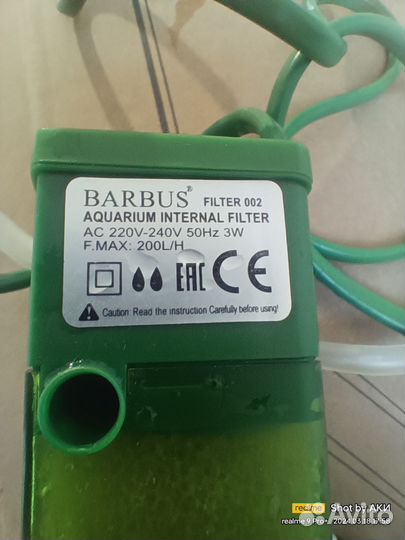 BARBUS® FILTER 002
AQUARIUM INTERNAL FILTER
AC 220V-240V 50Hz 3W
F.MAX: 200L/H
EAC CE
Caution: Read the instruction Carefully before using!
realme Shot by АКИ
realme 9 Pro+
Avito